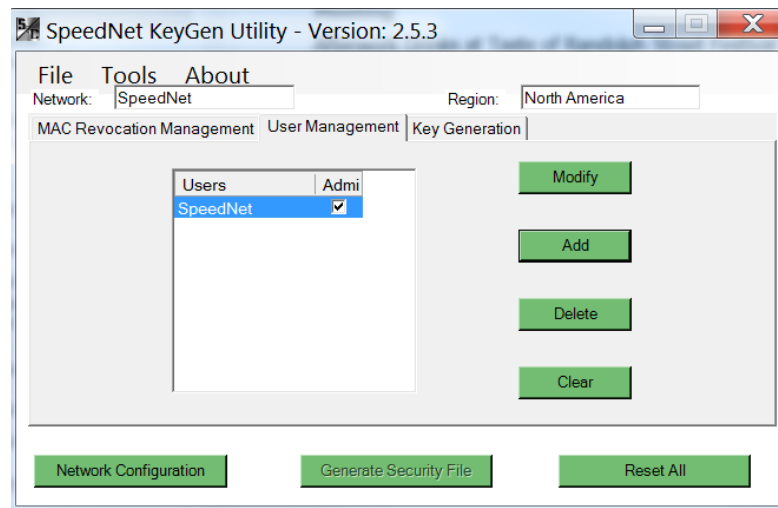 SpeedNet KeyGen Utility - Version: 2.5.3
File Tools About
Network: SpeedNet Region: North America
MAC Revocation Management User Management Key Generation
Users Admi
SpeedNet
Modify
Add
Delete
Clear
Network Configuration Generate Security File Reset All